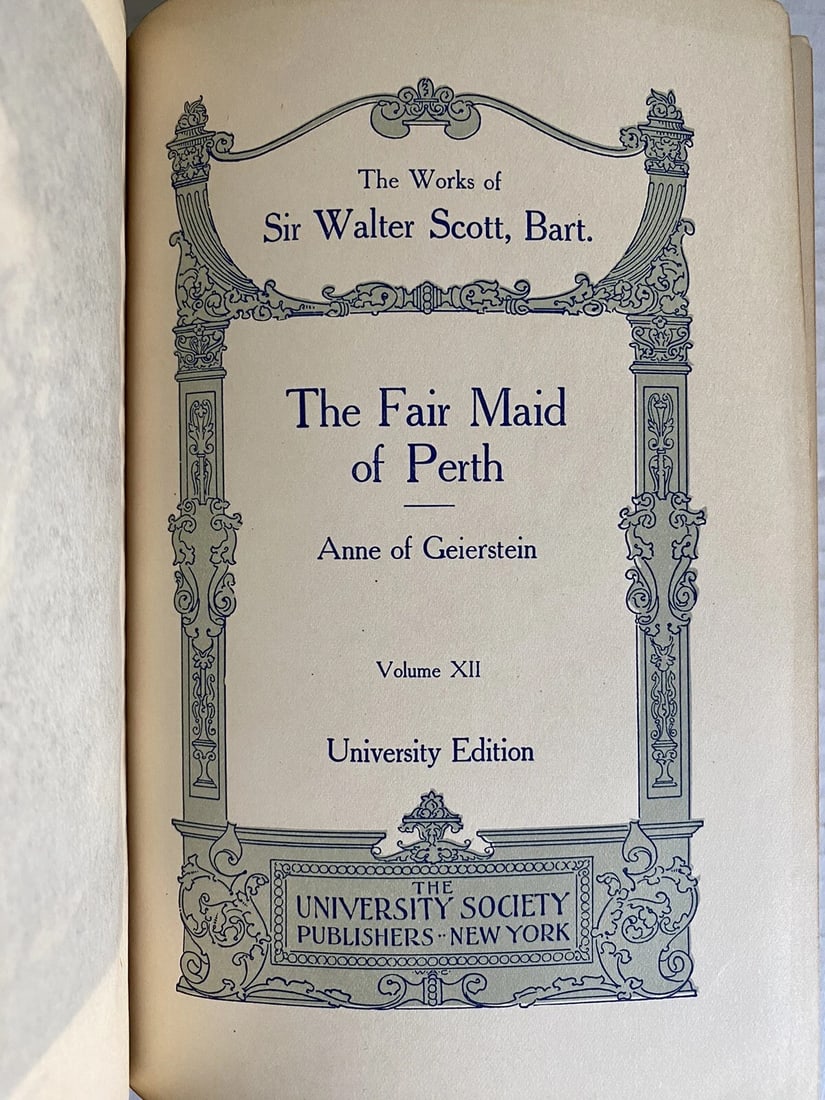 The Works of
Sir Walter Scott, Bart.
The Fair Maid
of Perth
Anne of Geierstein
Volume XII
University Edition
THE
UNIVERSITY SOCIETY
PUBLISHERS·· NEW YORK
W.A.C.